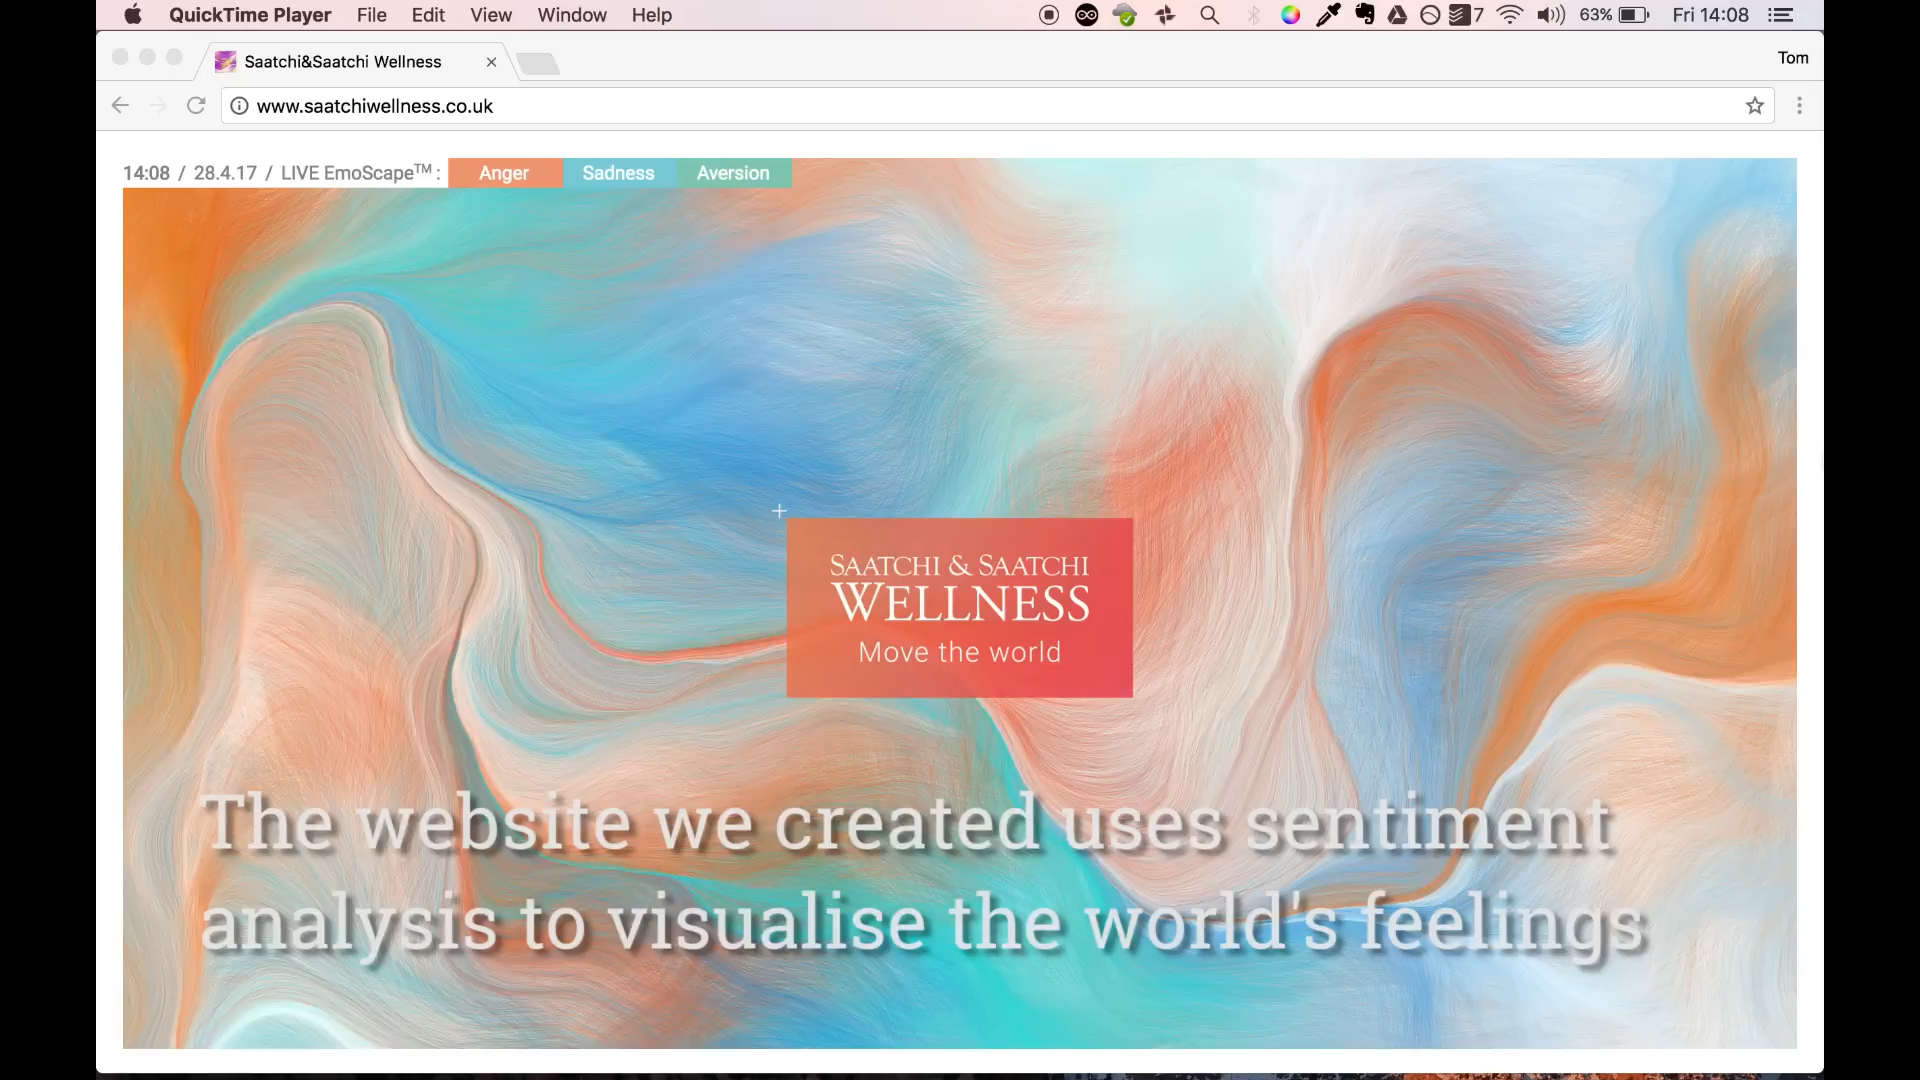 QuickTime Player File Edit View Window Help 7 63% Fri 14:08
Saatchi&Saatchi Wellness Tom
www.saatchiwellness.co.uk
14:08 / 28.4.17 / LIVE EmoScape™ : Anger Sadness Aversion
SAATCHI & SAATCHI
WELLNESS
Move the world
The website we created uses sentiment
analysis to visualise the world's feelings